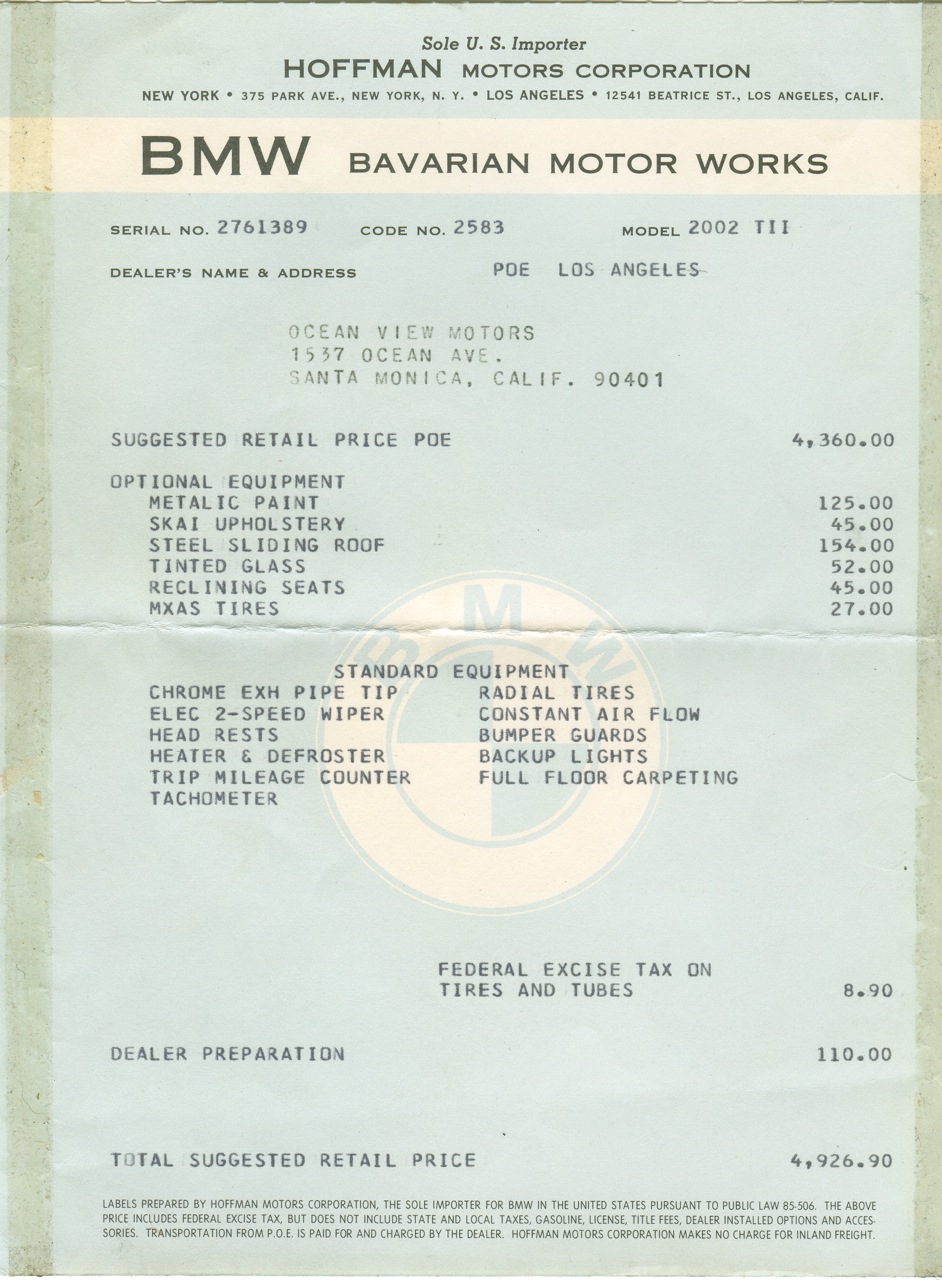 Sole U. S. Importer
HOFFMAN MOTORS CORPORATION
NEW YORK • 375 PARK AVE., NEW YORK, N. Y. • LOS ANGELES • 12541 BEATRICE ST., LOS ANGELES, CALIF.
BMW BAVARIAN MOTOR WORKS
SERIAL NO. 2761389 CODE NO. 2583 MODEL 2002 TII
DEALER'S NAME & ADDRESS POE LOS ANGELES
OCEAN VIEW MOTORS
1537 OCEAN AVE.
SANTA MONICA, CALIF. 90401
SUGGESTED RETAIL PRICE POE 4,360.00
OPTIONAL EQUIPMENT
METALIC PAINT 125.00
SKAI UPHOLSTERY 45.00
STEEL SLIDING ROOF 154.00
TINTED GLASS 52.00
RECLINING SEATS 45.00
MXAS TIRES 27.00
BMW
STANDARD EQUIPMENT
CHROME EXH PIPE TIP RADIAL TIRES
ELEC 2-SPEED WIPER CONSTANT AIR FLOW
HEAD RESTS BUMPER GUARDS
HEATER & DEFROSTER BACKUP LIGHTS
TRIP MILEAGE COUNTER FULL FLOOR CARPETING
TACHOMETER
FEDERAL EXCISE TAX ON
TIRES AND TUBES 8.90
DEALER PREPARATION 110.00
TOTAL SUGGESTED RETAIL PRICE 4,926.90
LABELS PREPARED BY HOFFMAN MOTORS CORPORATION, THE SOLE IMPORTER FOR BMW IN THE UNITED STATES PURSUANT TO PUBLIC LAW 85-506. THE ABOVE
PRICE INCLUDES FEDERAL EXCISE TAX, BUT DOES NOT INCLUDE STATE AND LOCAL TAXES, GASOLINE, LICENSE, TITLE FEES, DEALER INSTALLED OPTIONS AND ACCES-
SORIES. TRANSPORTATION FROM P.O.E. IS PAID FOR AND CHARGED BY THE DEALER. HOFFMAN MOTORS CORPORATION MAKES NO CHARGE FOR INLAND FREIGHT.